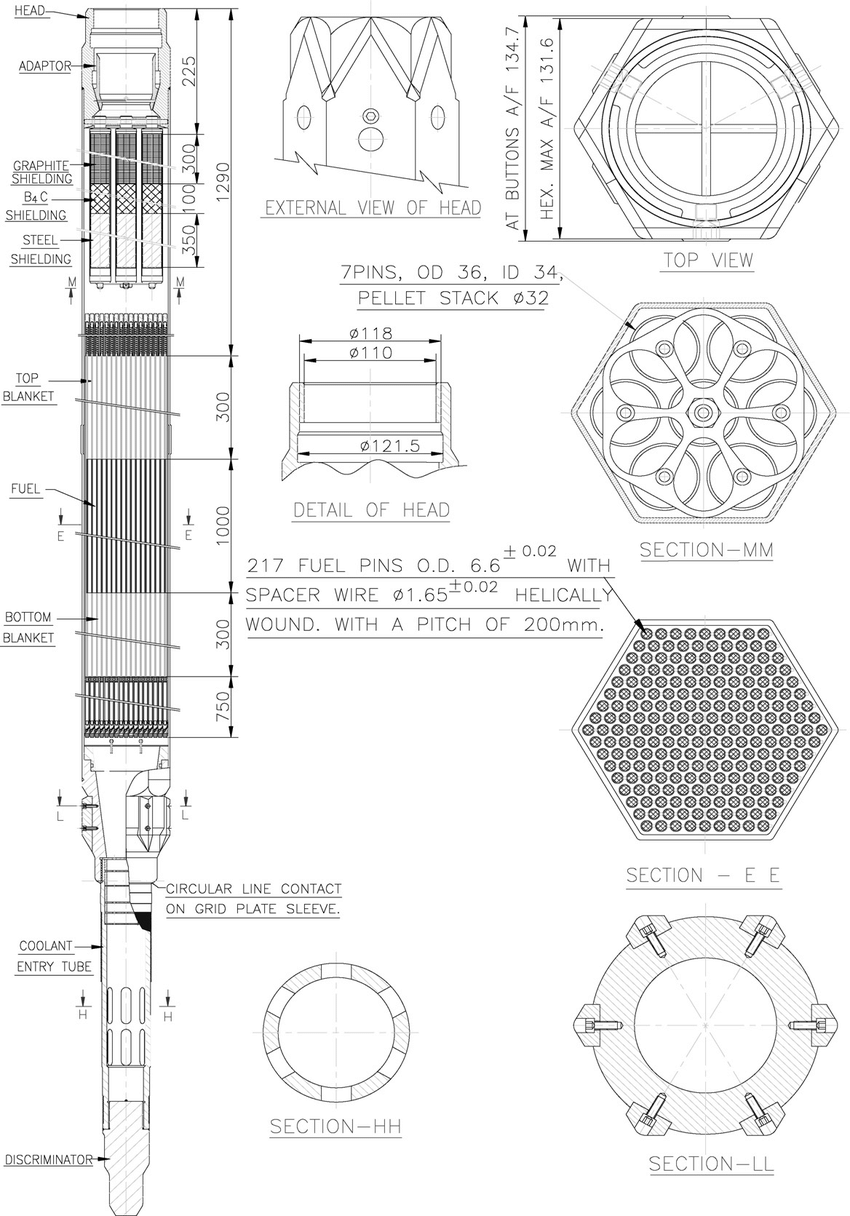 HEAD
ADAPTOR
GRAPHITE
SHIELDING
B4 C
SHIELDING
STEEL
SHIELDING
M
M
TOP
BLANKET
FUEL
E
E
BOTTOM
BLANKET
L
L
CIRCULAR LINE CONTACT
ON GRID PLATE SLEEVE.
COOLANT
ENTRY TUBE
H
H
DISCRIMINATOR
225
300
100
350
1290
300
1000
300
750
EXTERNAL VIEW OF HEAD
AT BUTTONS A/F 134.7
HEX. MAX A/F 131.6
TOP VIEW
7PINS, OD 36, ID 34,
PELLET STACK ø32
ø118
ø110
ø121.5
DETAIL OF HEAD
SECTION-MM
217 FUEL PINS O.D. 6.6 ± 0.02 WITH
SPACER WIRE ø1.65 ±0.02 HELICALLY
WOUND. WITH A PITCH OF 200mm.
SECTION - E E
SECTION-HH
SECTION-LL